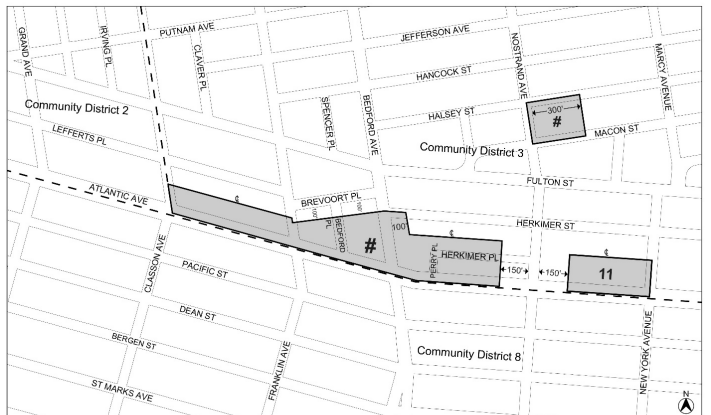 GRAND AVE
IRVING PL
PUTNAM AVE
CLAVER PL
JEFFERSON AVE
NOSTRAND AVE
MARCY AVENUE
HANCOCK ST
Community District 2
SPENCER PL
BEDFORD AVE
HALSEY ST
300'
#
MACON ST
LEFFERTS PL
Community District 3
FULTON ST
ATLANTIC AVE
BREVOORT PL
℄
100'
100'
BEDFORD PL
100'
#
℄
HERKIMER ST
HERKIMER PL
PERRY PL
150'
150'
℄
11
CLASSON AVE
PACIFIC ST
DEAN ST
BERGEN ST
FRANKLIN AVE
Community District 8
NEW YORK AVENUE
ST MARKS AVE
N